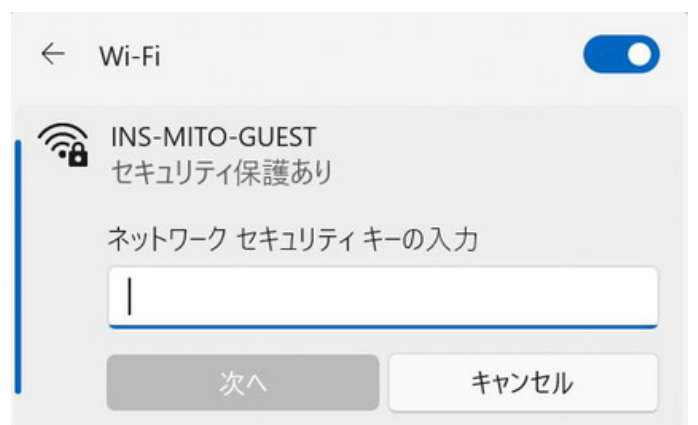 Wi-Fi
INS-MITO-GUEST
セキュリティ保護あり
ネットワーク セキュリティ キーの入力
次へ
キャンセル